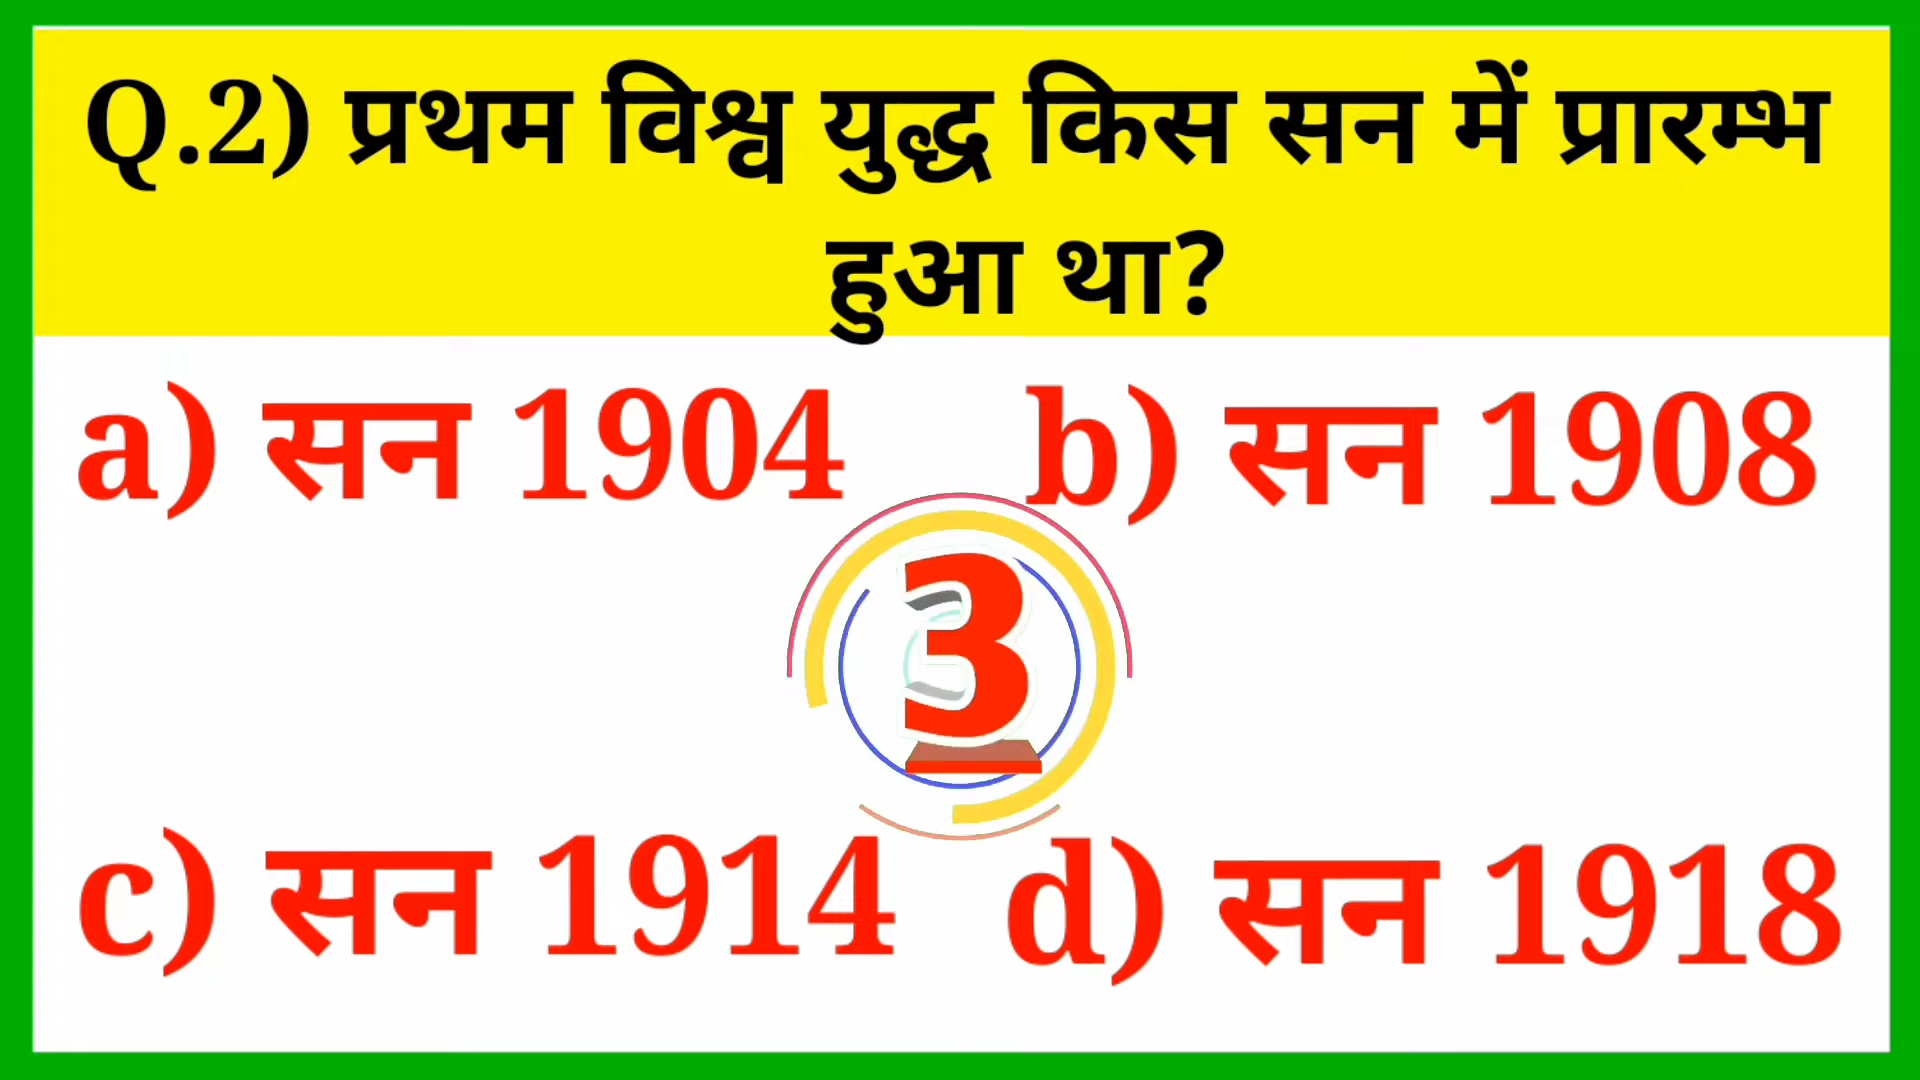 Q.2) प्रथम विश्व युद्ध किस सन में प्रारम्भ
हुआ था?
a) सन 1904 b) सन 1908
3
c) सन 1914 d) सन 1918